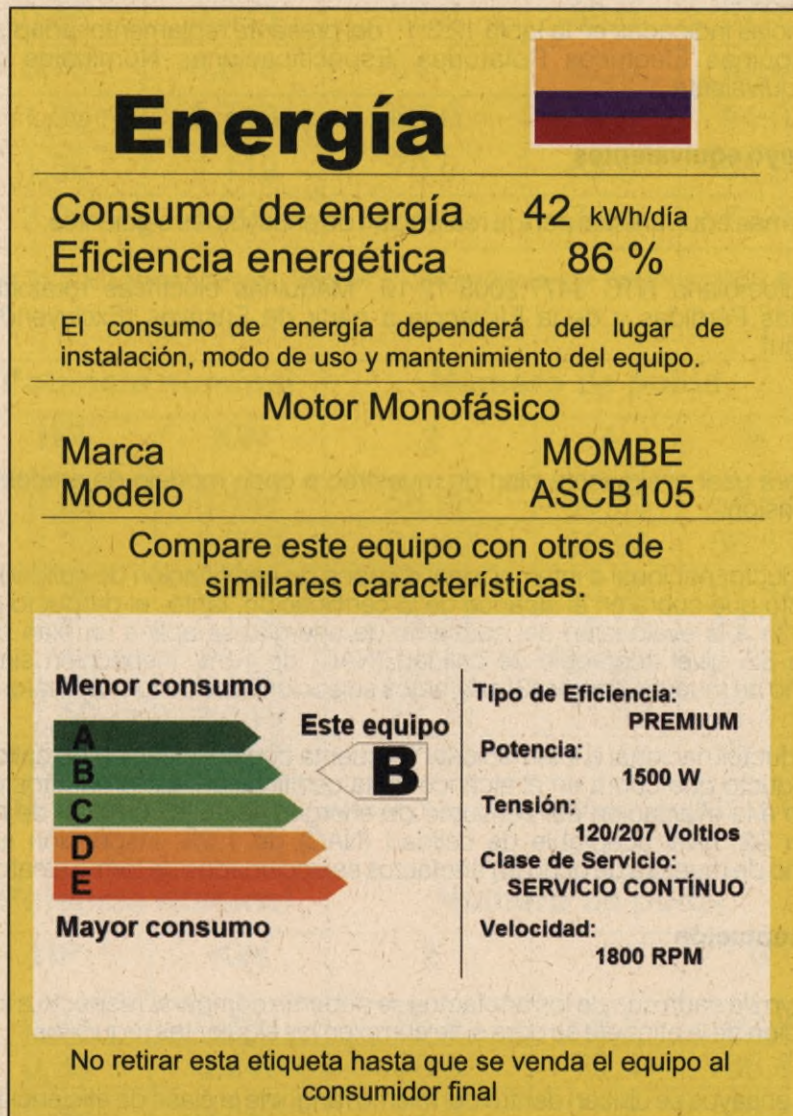 Energía
Consumo de energía 42 kWh/día
Eficiencia energética 86 %
El consumo de energía dependerá del lugar de
instalación, modo de uso y mantenimiento del equipo.
Motor Monofásico
Marca MOMBE
Modelo ASCB105
Compare este equipo con otros de
similares características.
Menor consumo
A
B
C
D
E
Mayor consumo
Este equipo
B
Tipo de Eficiencia:
PREMIUM
Potencia:
1500 W
Tensión:
120/207 Voltios
Clase de Servicio:
SERVICIO CONTÍNUO
Velocidad:
1800 RPM
No retirar esta etiqueta hasta que se venda el equipo al
consumidor final